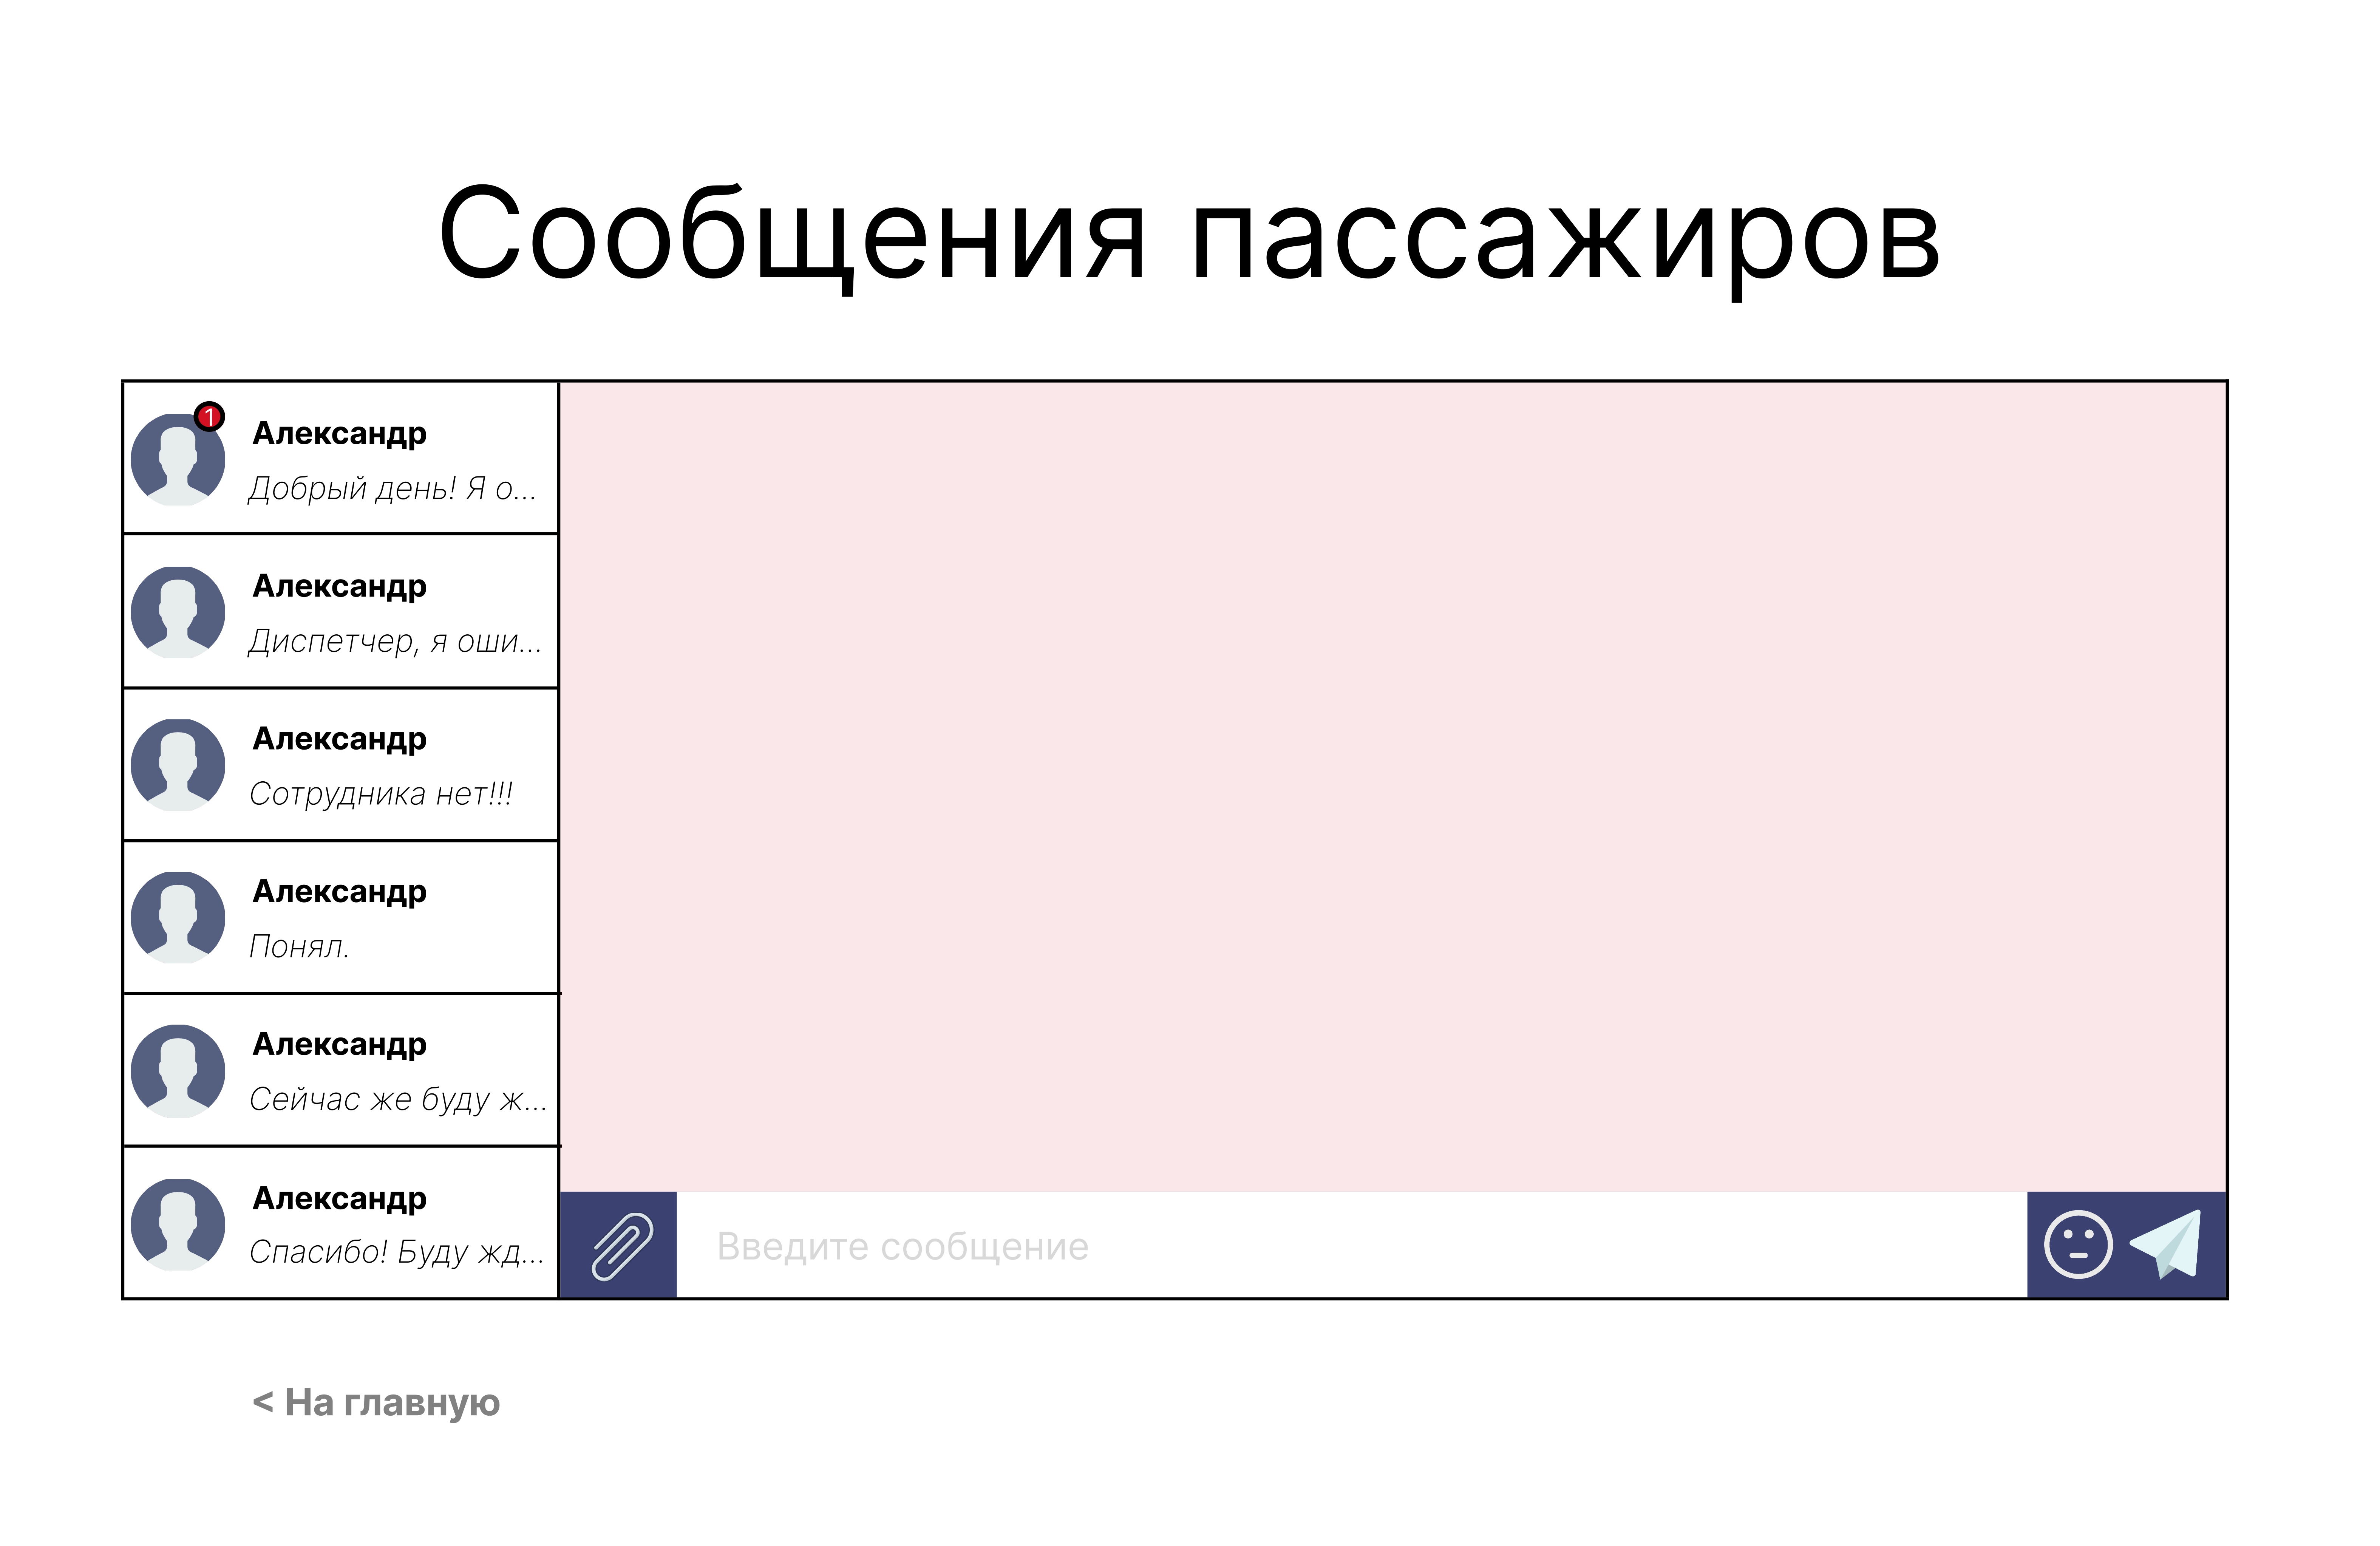 Сообщения пассажиров
1
Александр
Добрый день! Я о...
Александр
Диспетчер, я оши...
Александр
Сотрудника нет!!!
Александр
Понял.
Александр
Сейчас же буду ж...
Александр
Спасибо! Буду жд...
Введите сообщение
< На главную